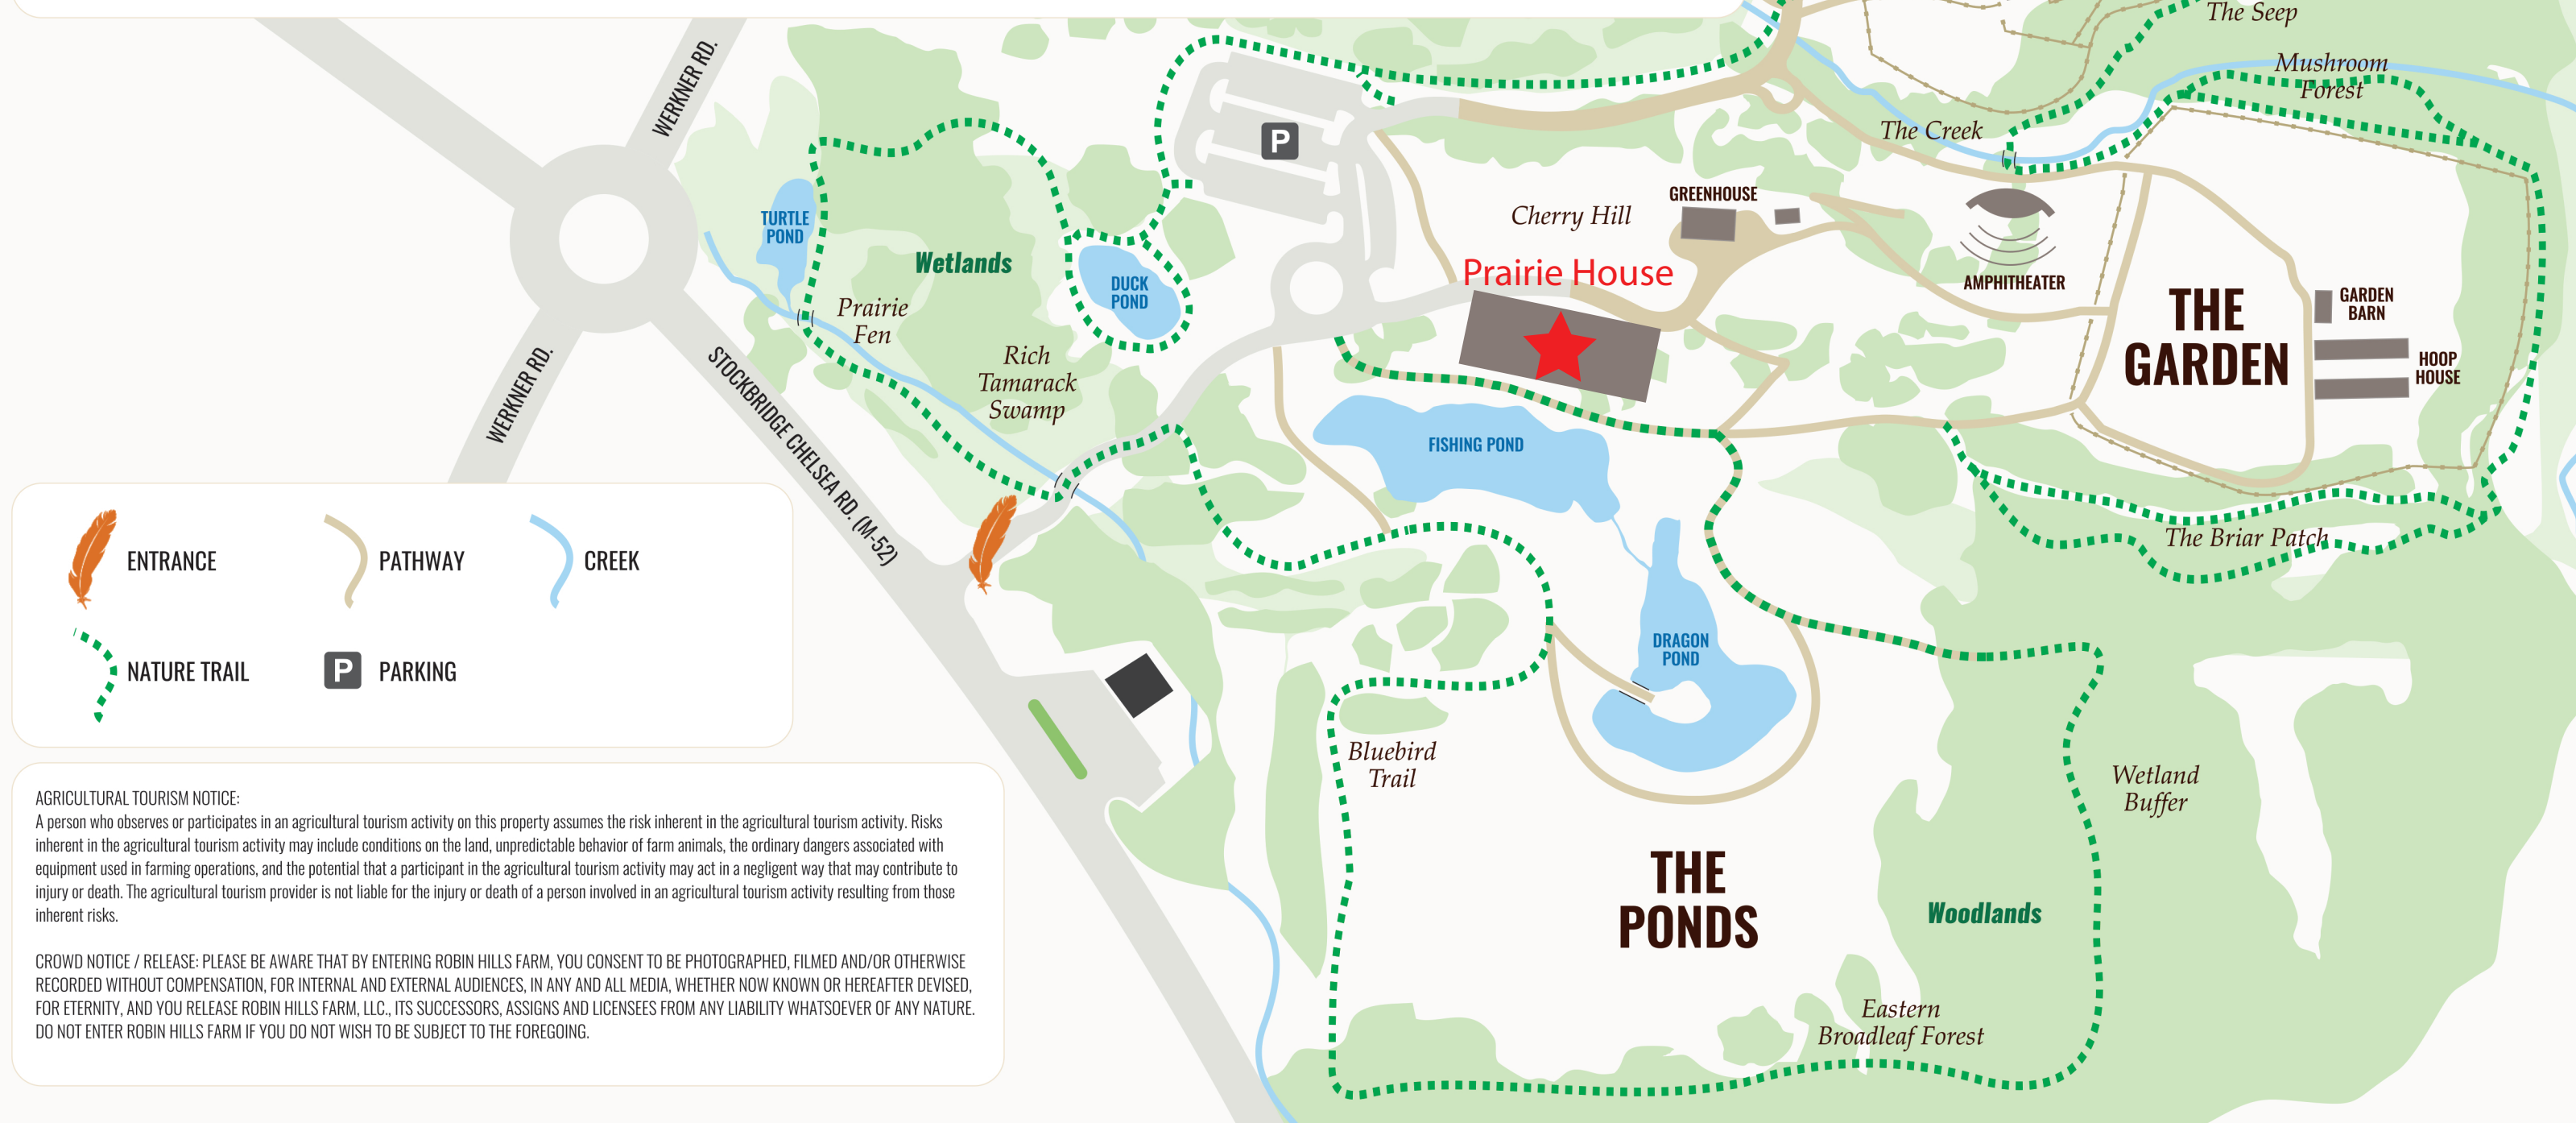 The Seep
WERKNER RD.
Mushroom
Forest
P
The Creek
GREENHOUSE
Cherry Hill
TURTLE
POND
Wetlands
Prairie House
AMPHITHEATER
DUCK
POND
Prairie
Fen
THE
GARDEN
GARDEN
BARN
HOOP
HOUSE
Rich
Tamarack
Swamp
WERKNER RD.
STOCKBRIDGE CHELSEA RD. (M-52)
FISHING POND
The Briar Patch
ENTRANCE
PATHWAY
CREEK
NATURE TRAIL
P
PARKING
DRAGON
POND
Bluebird
Trail
Wetland
Buffer
THE
PONDS
Woodlands
Eastern
Broadleaf Forest
AGRICULTURAL TOURISM NOTICE:
A person who observes or participates in an agricultural tourism activity on this property assumes the risk inherent in the agricultural tourism activity. Risks
inherent in the agricultural tourism activity may include conditions on the land, unpredictable behavior of farm animals, the ordinary dangers associated with
equipment used in farming operations, and the potential that a participant in the agricultural tourism activity may act in a negligent way that may contribute to
injury or death. The agricultural tourism provider is not liable for the injury or death of a person involved in an agricultural tourism activity resulting from those
inherent risks.
CROWD NOTICE / RELEASE: PLEASE BE AWARE THAT BY ENTERING ROBIN HILLS FARM, YOU CONSENT TO BE PHOTOGRAPHED, FILMED AND/OR OTHERWISE
RECORDED WITHOUT COMPENSATION, FOR INTERNAL AND EXTERNAL AUDIENCES, IN ANY AND ALL MEDIA, WHETHER NOW KNOWN OR HEREAFTER DEVISED,
FOR ETERNITY, AND YOU RELEASE ROBIN HILLS FARM, LLC., ITS SUCCESSORS, ASSIGNS AND LICENSEES FROM ANY LIABILITY WHATSOEVER OF ANY NATURE.
DO NOT ENTER ROBIN HILLS FARM IF YOU DO NOT WISH TO BE SUBJECT TO THE FOREGOING.